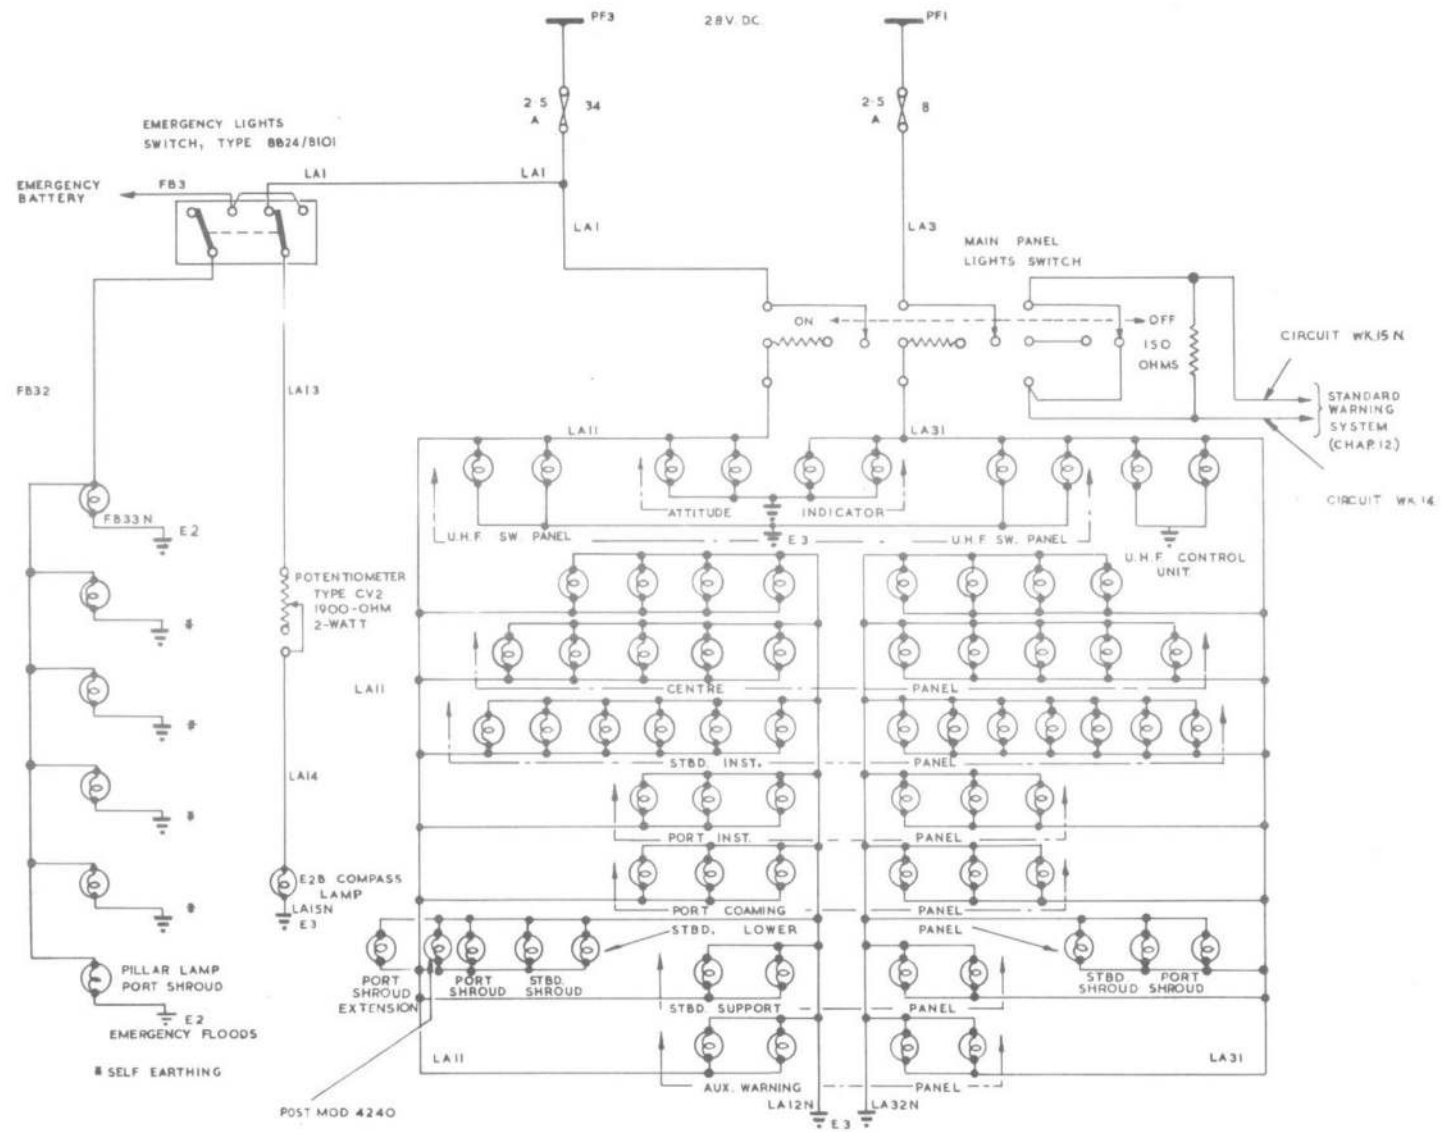 PF3
28V. DC.
PF1
2·5 A
34
2·5 A
8
EMERGENCY LIGHTS
SWITCH, TYPE 8B24/B101
EMERGENCY
BATTERY
FB3
LA1
LA1
LA1
LA3
MAIN PANEL
LIGHTS SWITCH
ON
OFF
150
OHMS
CIRCUIT WK.15 N
STANDARD
WARNING
SYSTEM
(CHAP. 12.)
CIRCUIT WK 14
FB32
LA13
LA11
LA31
ATTITUDE
INDICATOR
U.H.F. SW. PANEL
E3
U.H.F. SW. PANEL
U.H.F. CONTROL
UNIT
FB33N
E2
POTENTIOMETER
TYPE CV2
1900-OHM
2-WATT
*
LA11
CENTRE
PANEL
*
STBD. INST.
PANEL
LA14
*
PORT INST.
PANEL
E2B COMPASS
LAMP
LA15N
E3
*
PORT COAMING
PANEL
STBD. LOWER
PANEL
PORT
SHROUD
EXTENSION
PORT
SHROUD
STBD.
SHROUD
STBD
SHROUD
PORT
SHROUD
PILLAR LAMP
PORT SHROUD
E2
EMERGENCY FLOODS
STBD. SUPPORT
PANEL
LA11
LA31
* SELF EARTHING
AUX. WARNING
PANEL
POST MOD 4240
LA12N
LA32N
E3